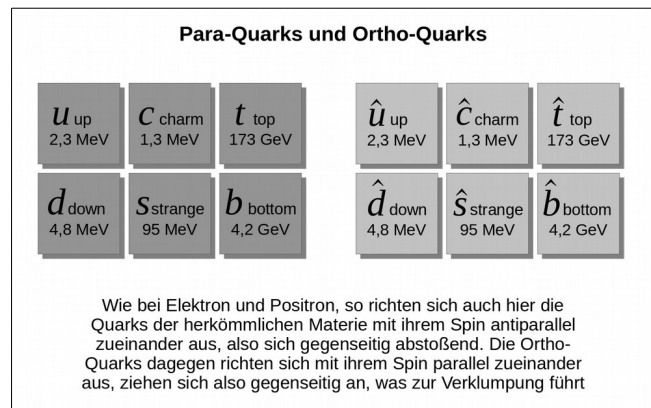 Para-Quarks und Ortho-Quarks
u up c charm t top û up ĉ charm t̂ top
2,3 MeV 1,3 MeV 173 GeV 2,3 MeV 1,3 MeV 173 GeV
d down s strange b bottom d̂ down ŝ strange b̂ bottom
4,8 MeV 95 MeV 4,2 GeV 4,8 MeV 95 MeV 4,2 GeV
Wie bei Elektron und Positron, so richten sich auch hier die
Quarks der herkömmlichen Materie mit ihrem Spin antiparallel
zueinander aus, also sich gegenseitig abstoßend. Die Ortho-
Quarks dagegen richten sich mit ihrem Spin parallel zueinander
aus, ziehen sich also gegenseitig an, was zur Verklumpung führt